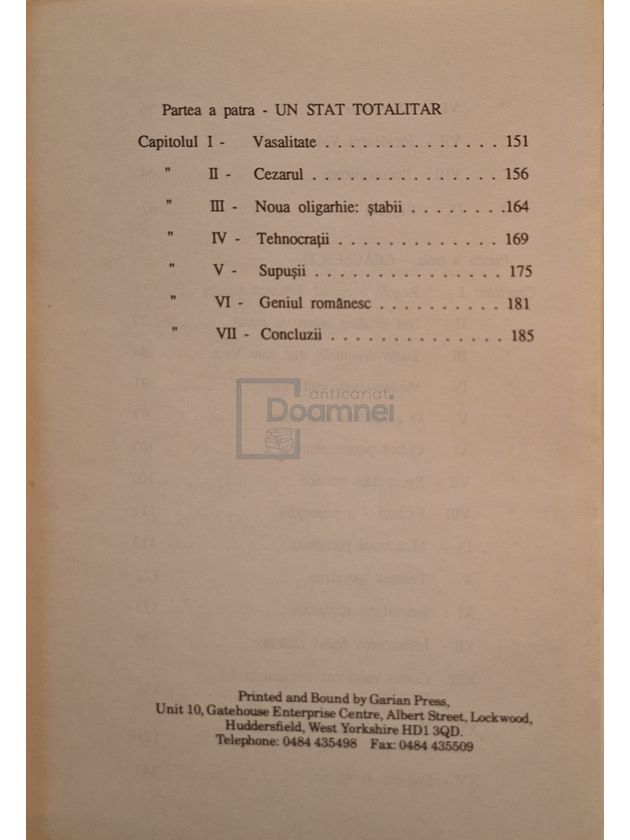 Partea a patra - UN STAT TOTALITAR
Capitolul I - Vasalitate . . . . . . . . . . . . . . 151
" II - Cezarul . . . . . . . . . . . . . . . 156
" III - Noua oligarhie: ştabii . . . . . . . .164
" IV - Tehnocraţii . . . . . . . . . . . . . 169
" V - Supuşii . . . . . . . . . . . . . . . 175
" VI - Geniul românesc . . . . . . . . . . 181
" VII - Concluzii . . . . . . . . . . . . . . 185
anticariat
Doamnei
Printed and Bound by Garian Press,
Unit 10, Gatehouse Enterprise Centre, Albert Street, Lockwood,
Huddersfield, West Yorkshire HD1 3QD.
Telephone: 0484 435498 Fax: 0484 435509